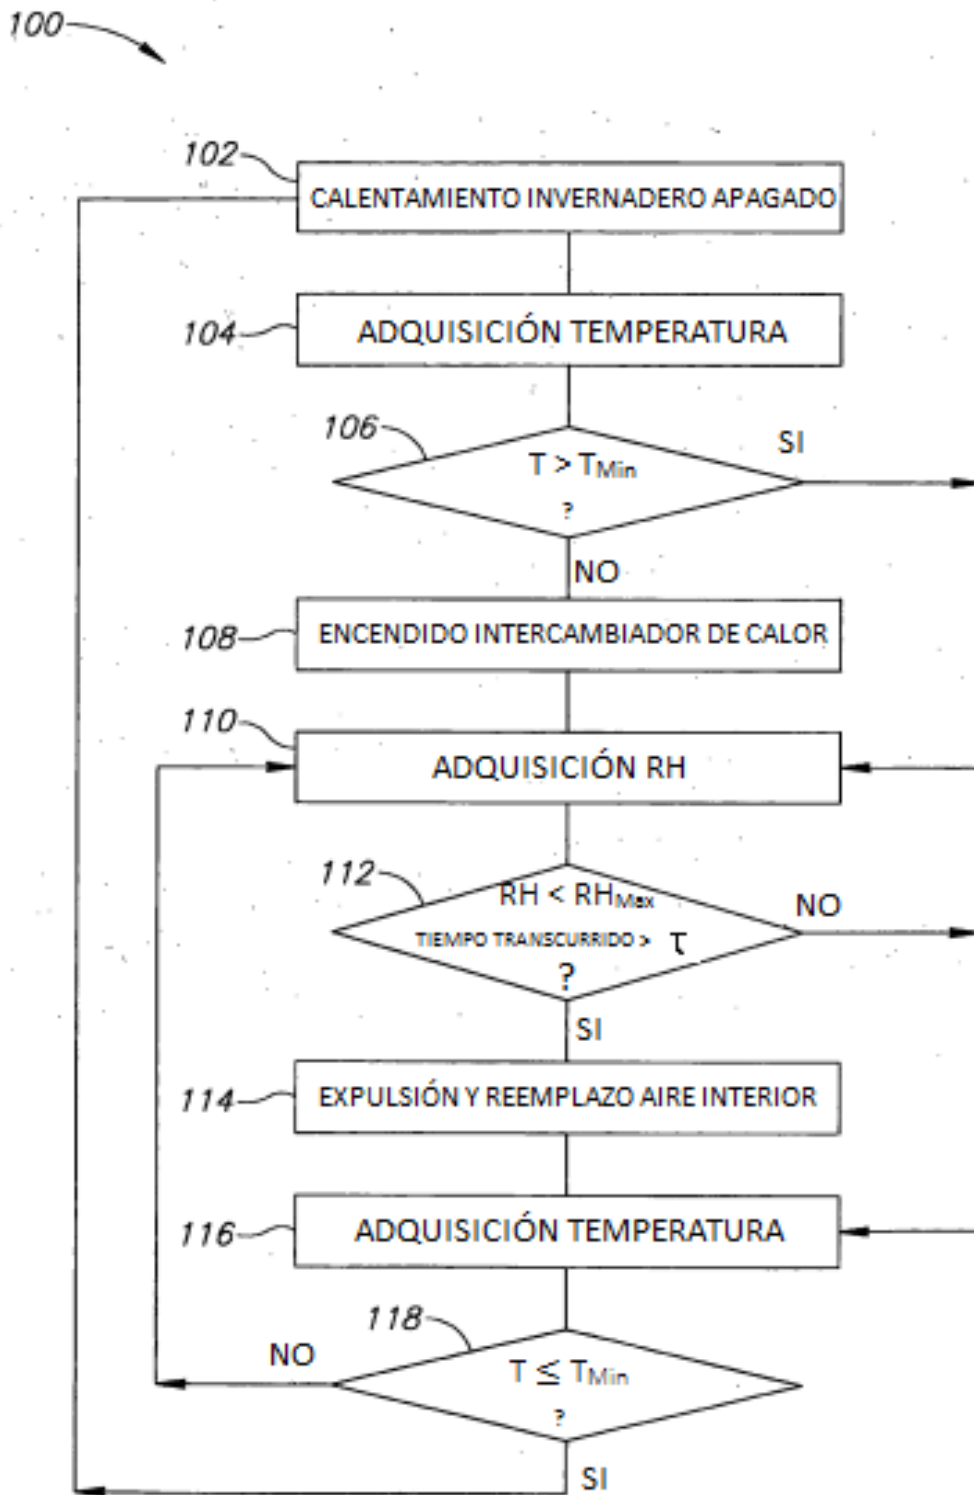 100
102
CALENTAMIENTO INVERNADERO APAGADO
104
ADQUISICIÓN TEMPERATURA
106
T > TMin
?
SI
NO
108
ENCENDIDO INTERCAMBIADOR DE CALOR
110
ADQUISICIÓN RH
112
RH < RHMax
TIEMPO TRANSCURRIDO > τ
?
NO
SI
114
EXPULSIÓN Y REEMPLAZO AIRE INTERIOR
116
ADQUISICIÓN TEMPERATURA
118
NO
T ≤ TMin
?
SI